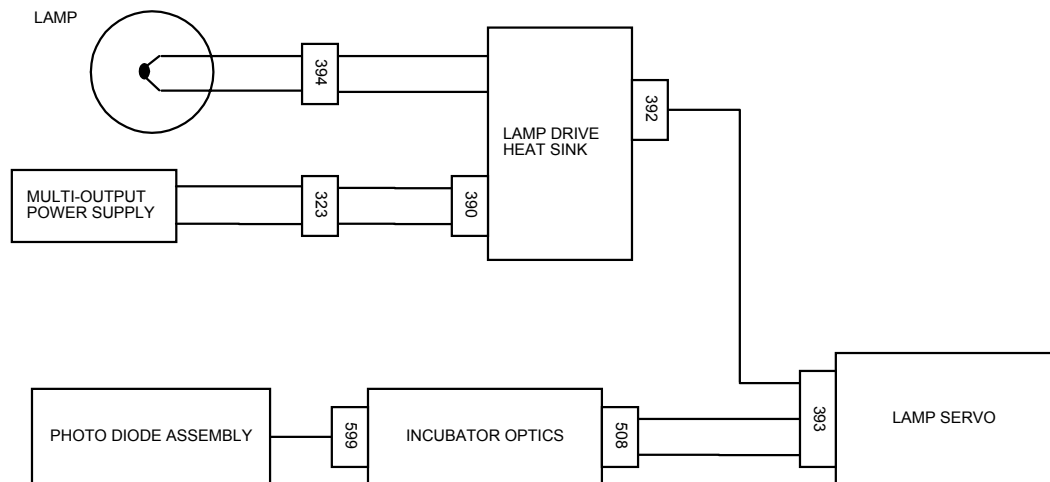 LAMP
394
392
LAMP DRIVE
HEAT SINK
MULTI-OUTPUT
POWER SUPPLY
323
390
PHOTO DIODE ASSEMBLY
599
INCUBATOR OPTICS
508
393
LAMP SERVO